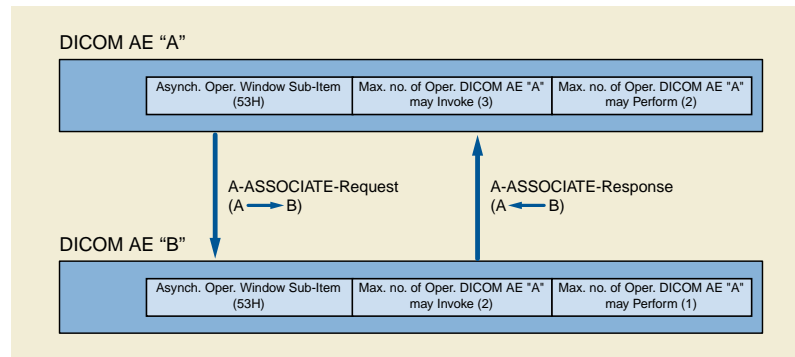 DICOM AE “A”
Asynch. Oper. Window Sub-Item
(53H)
Max. no. of Oper. DICOM AE "A"
may Invoke (3)
Max. no. of Oper. DICOM AE "A"
may Perform (2)
A-ASSOCIATE-Request
(A B)
A-ASSOCIATE-Response
(A B)
DICOM AE “B”
Asynch. Oper. Window Sub-Item
(53H)
Max. no. of Oper. DICOM AE "A"
may Invoke (2)
Max. no. of Oper. DICOM AE "A"
may Perform (1)